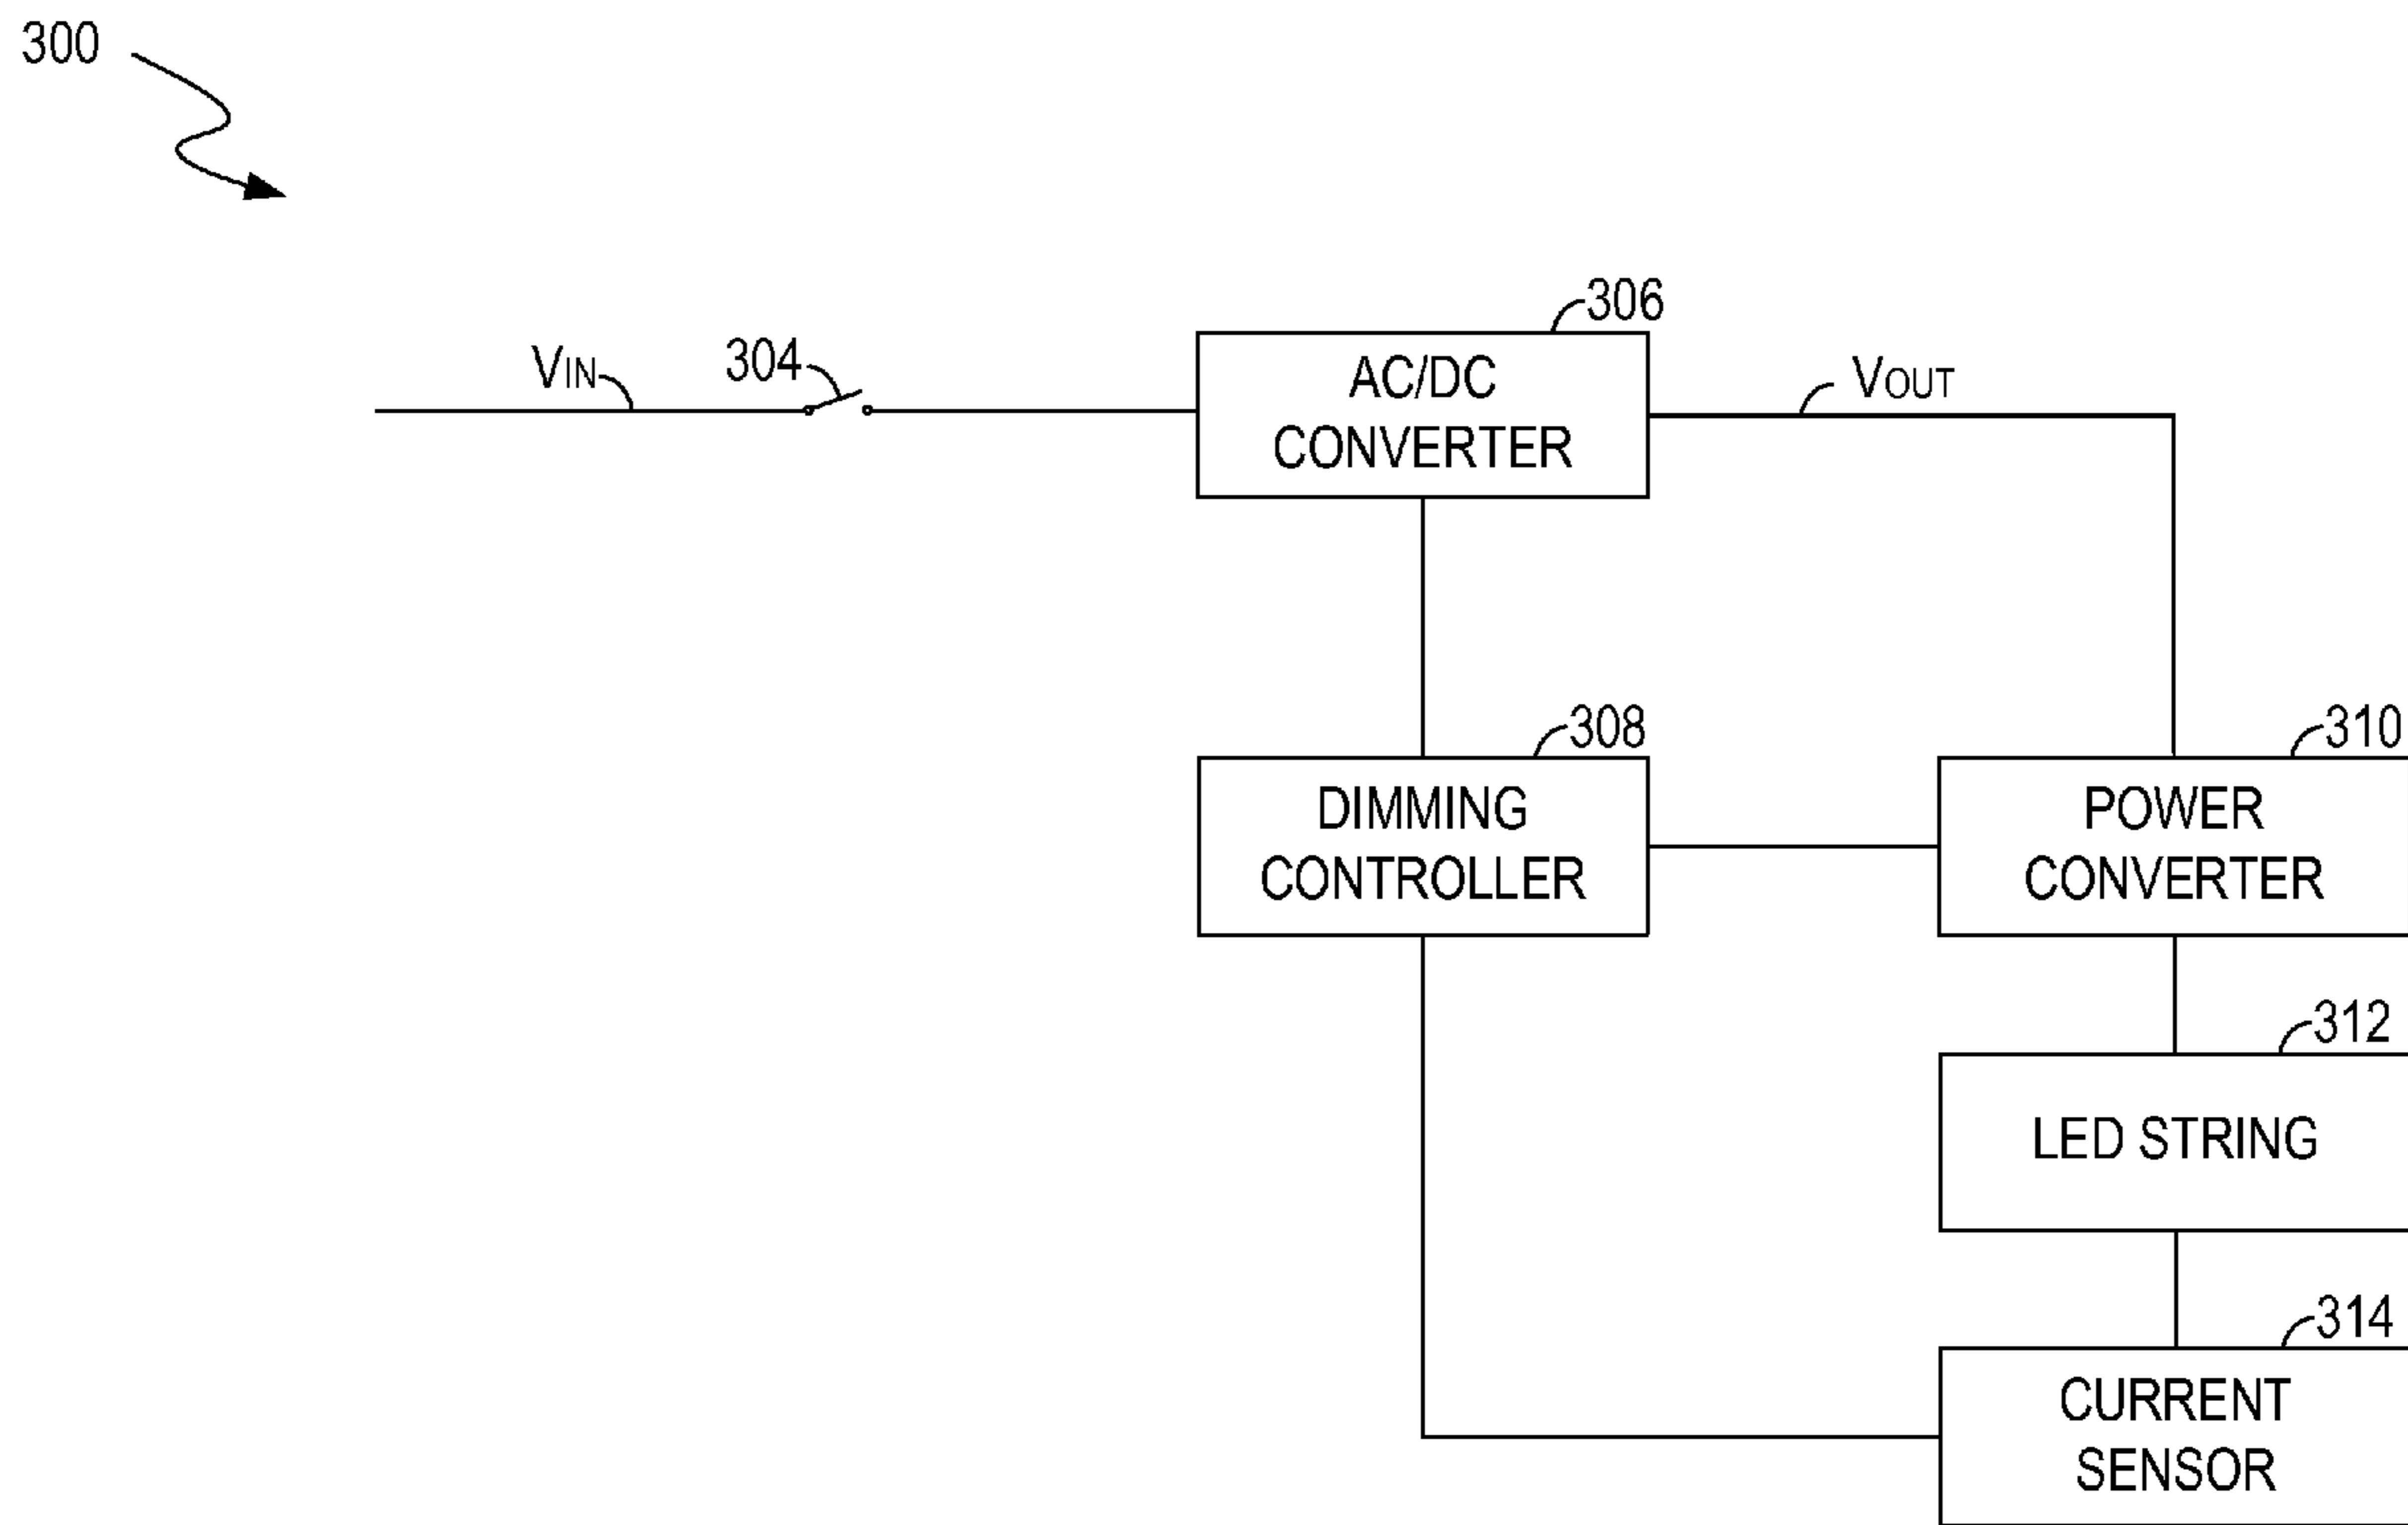 300
306
VIN
304
AC/DC
CONVERTER
VOUT
308
310
DIMMING
CONTROLLER
POWER
CONVERTER
312
LED STRING
314
CURRENT
SENSOR